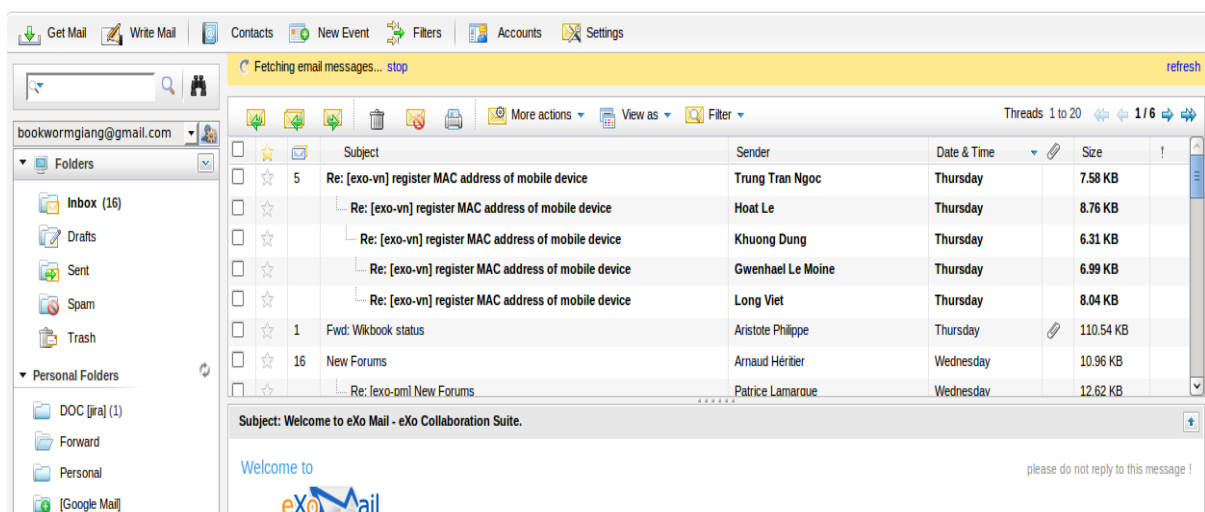 Get Mail Write Mail Contacts New Event Filters Accounts Settings
Fetching email messages... stop refresh
bookwormgiang@gmail.com
Folders
Inbox (16)
Drafts
Sent
Spam
Trash
Personal Folders
DOC [jira] (1)
Forward
Personal
[Google Mail]
More actions View as Filter Threads 1 to 20 1 / 6
Subject Sender Date & Time Size !
5 Re: [exo-vn] register MAC address of mobile device Trung Tran Ngoc Thursday 7.58 KB
Re: [exo-vn] register MAC address of mobile device Hoat Le Thursday 8.76 KB
Re: [exo-vn] register MAC address of mobile device Khuong Dung Thursday 6.31 KB
Re: [exo-vn] register MAC address of mobile device Gwenhael Le Moine Thursday 6.99 KB
Re: [exo-vn] register MAC address of mobile device Long Viet Thursday 8.04 KB
1 Fwd: Wikbook status Aristote Philippe Thursday 110.54 KB
16 New Forums Arnaud Héritier Wednesday 10.96 KB
Re: [exo-pm] New Forums Patrice Lamarque Wednesday 12.62 KB
Subject: Welcome to eXo Mail - eXo Collaboration Suite.
Welcome to please do not reply to this message !
eXo Mail